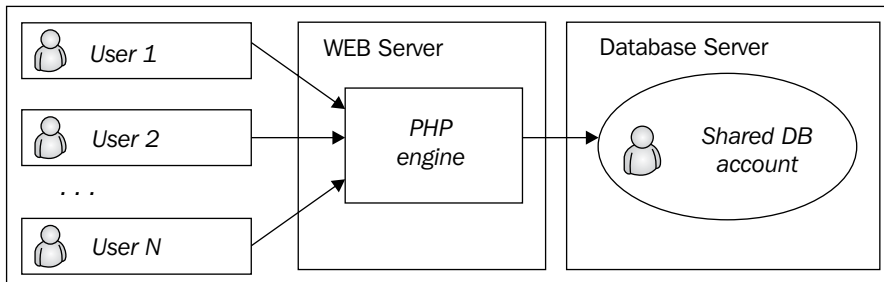 User 1
User 2
. . .
User N
WEB Server
PHP
engine
Database Server
Shared DB
account